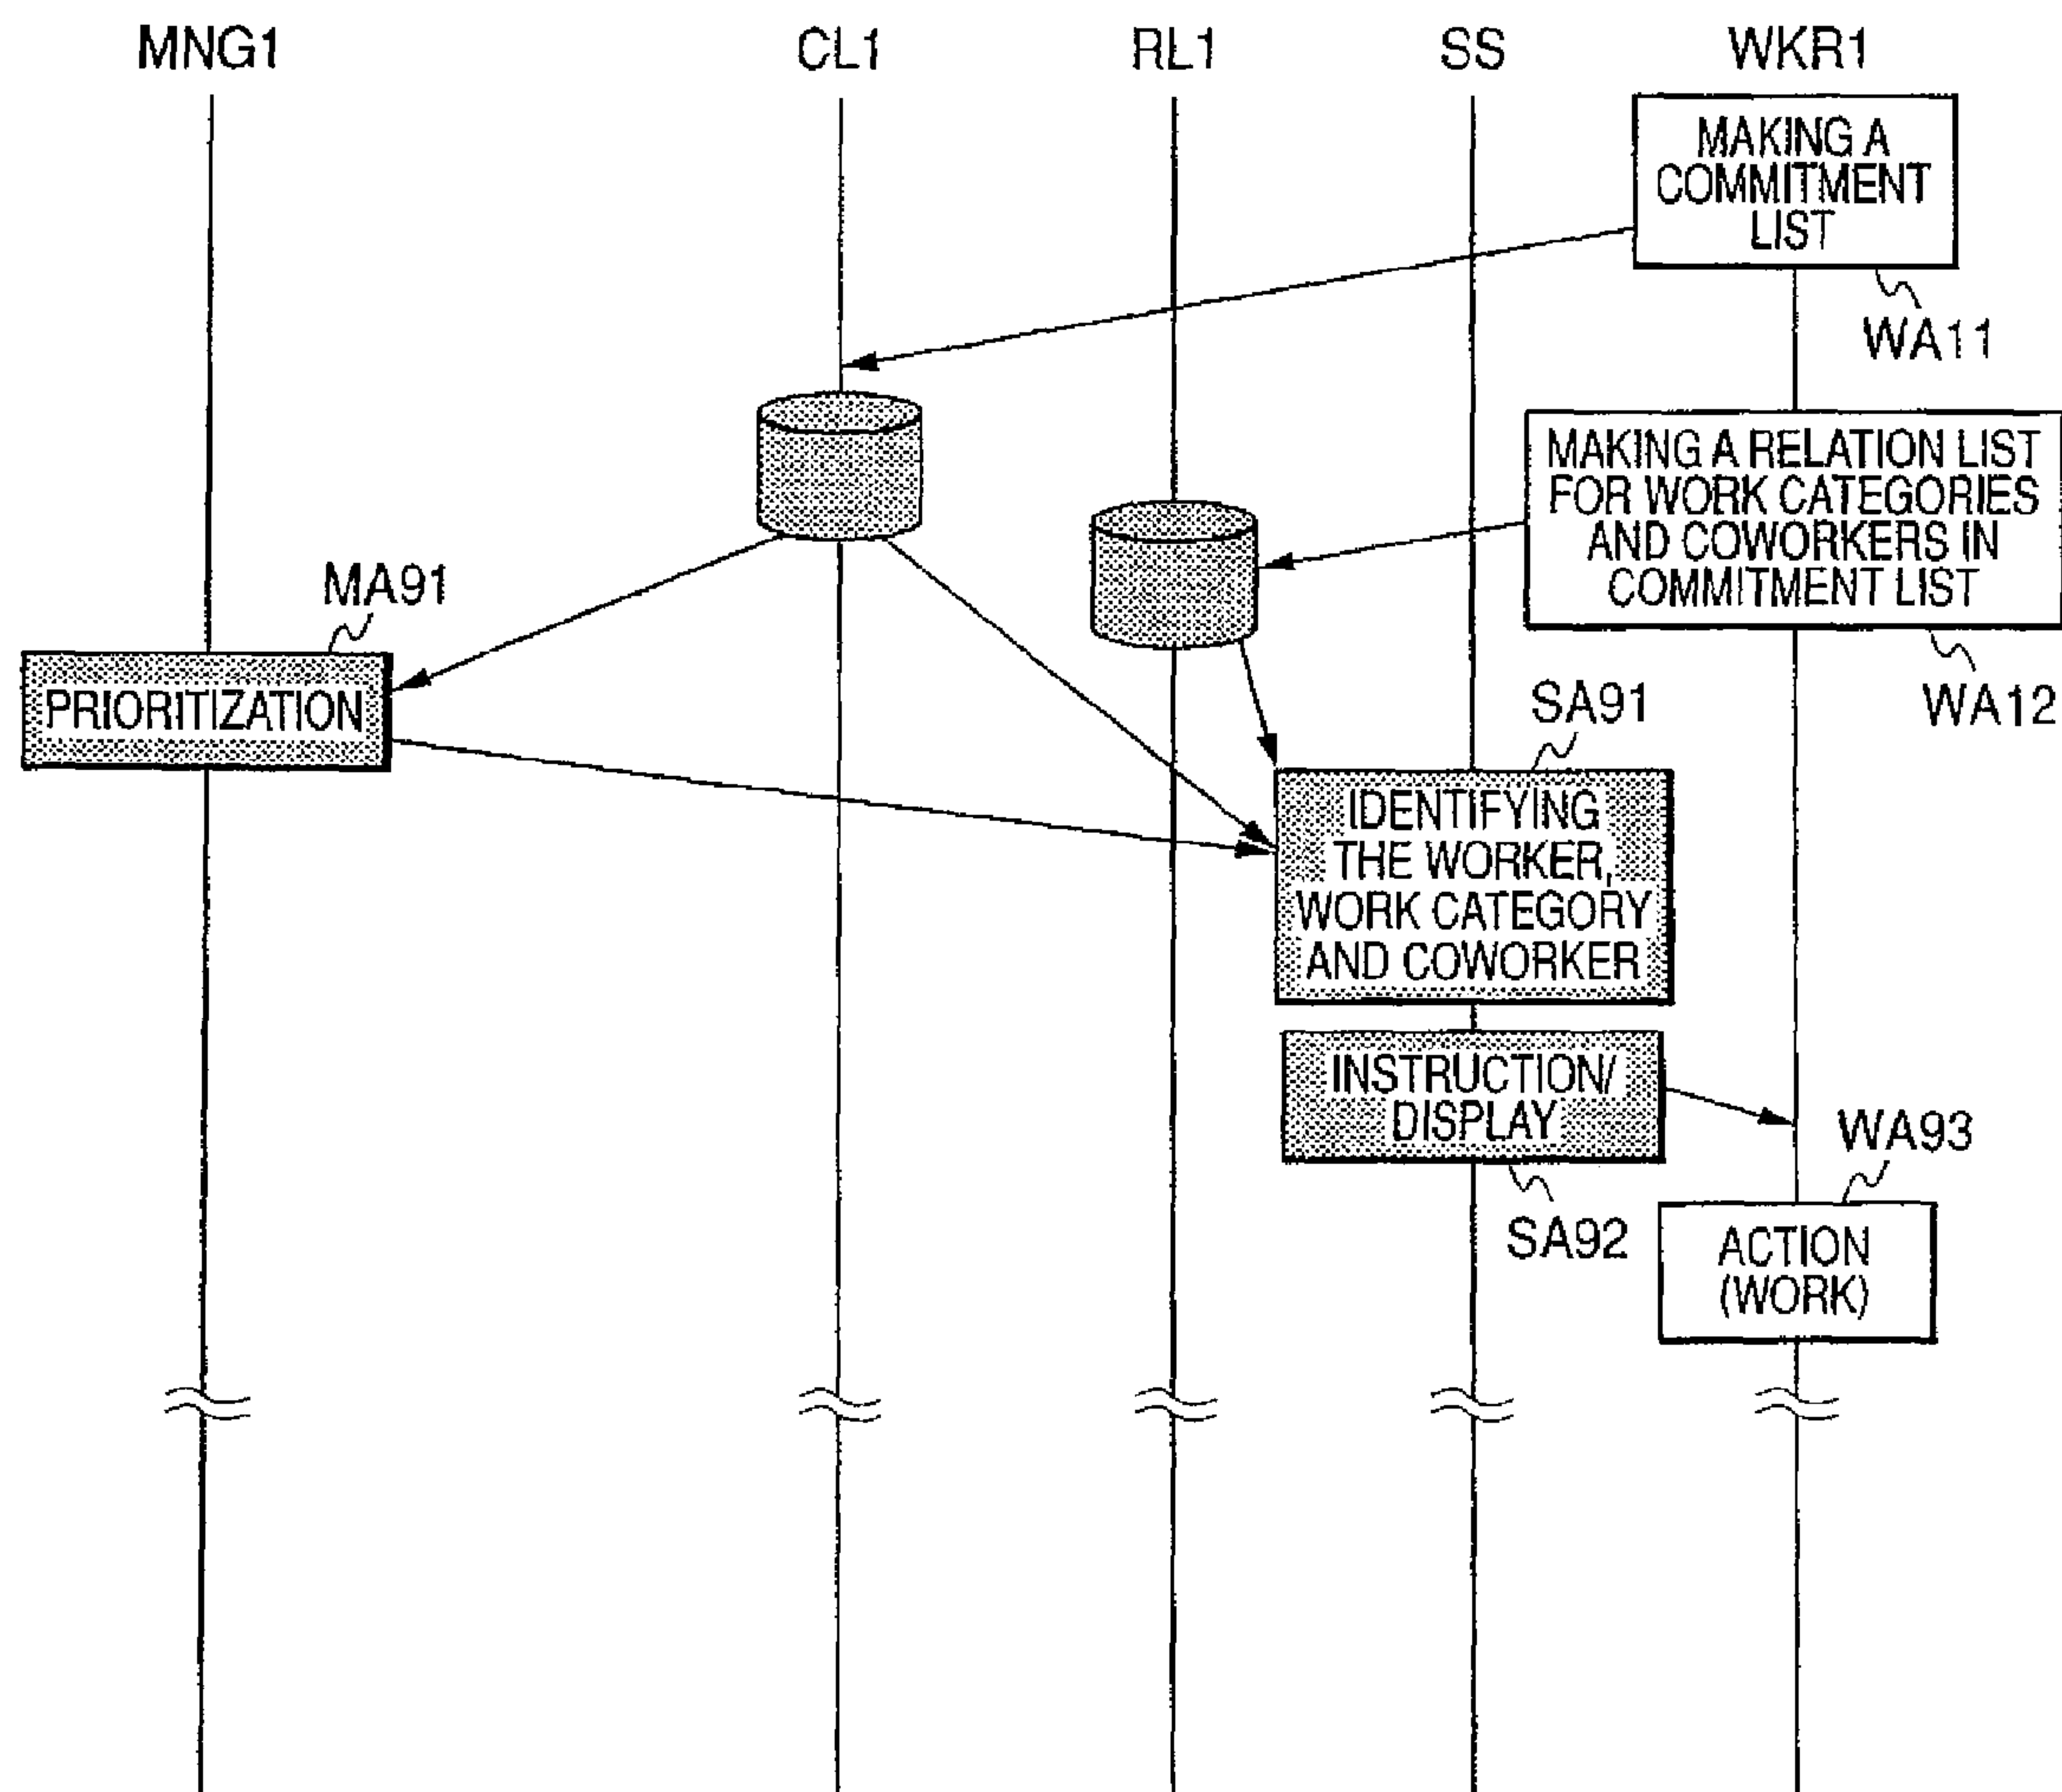 MNG1
CL1
RL1
SS
WKR1
MAKING A
COMMITMENT
LIST
WA11
MAKING A RELATION LIST
FOR WORK CATEGORIES
AND COWORKERS IN
COMMITMENT LIST
WA12
MA91
PRIORITIZATION
SA91
IDENTIFYING
THE WORKER,
WORK CATEGORY
AND COWORKER
INSTRUCTION/
DISPLAY
SA92
WA93
ACTION
(WORK)